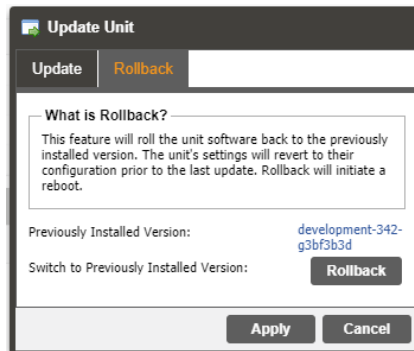 Update Unit
Update Rollback
What is Rollback?
This feature will roll the unit software back to the previously
installed version. The unit's settings will revert to their
configuration prior to the last update. Rollback will initiate a
reboot.
Previously Installed Version: development-342-
g3bf3b3d
Switch to Previously Installed Version: Rollback
Apply Cancel